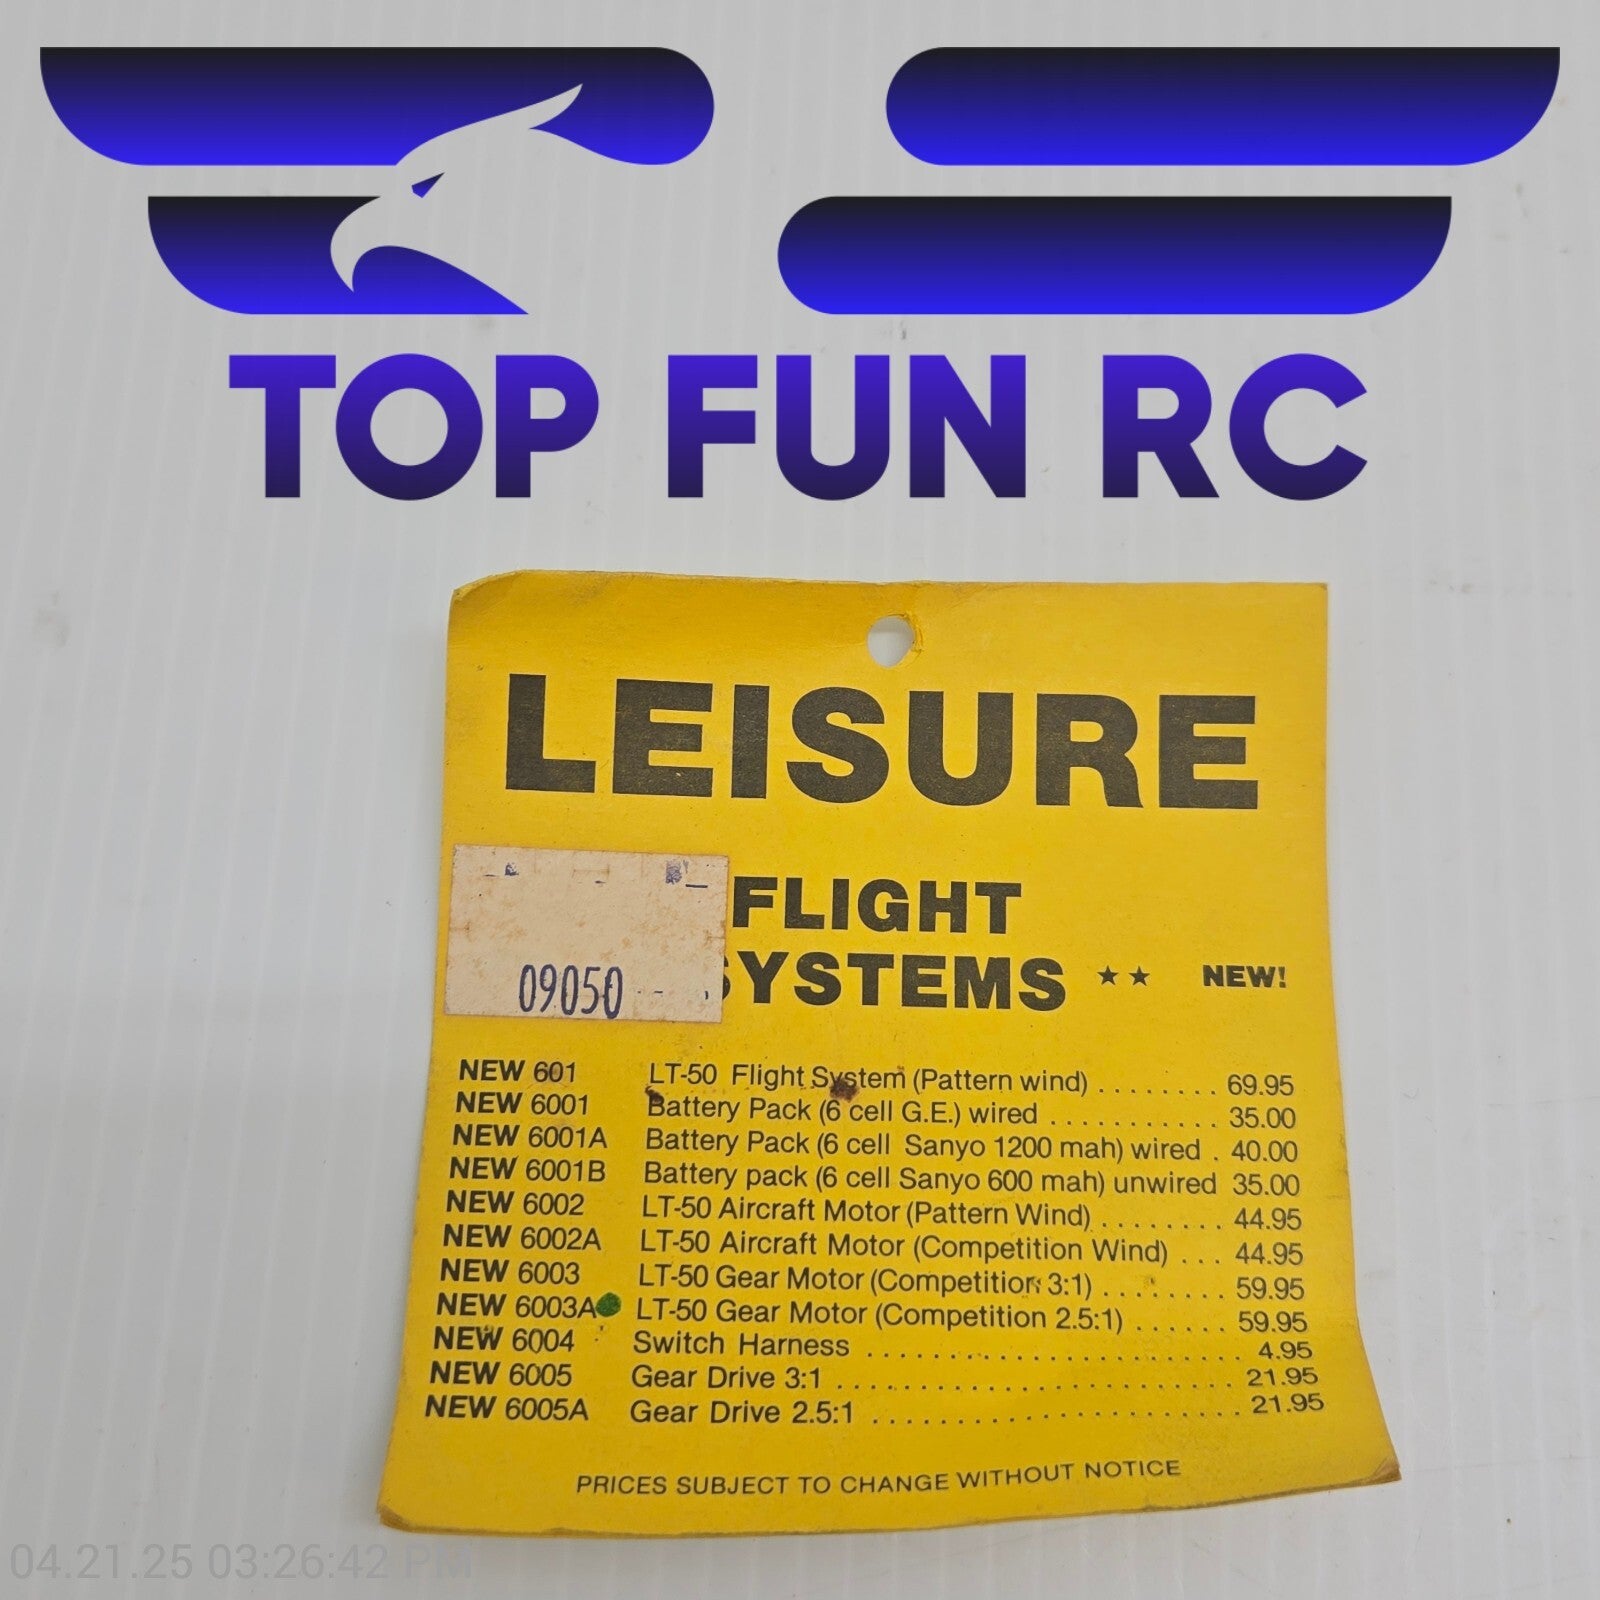 TOP FUN RC
LEISURE
FLIGHT
SYSTEMS ★★ NEW!
09050
NEW 601 LT-50 Flight System (Pattern wind) ........ 69.95
NEW 6001 Battery Pack (6 cell G.E.) wired ........... 35.00
NEW 6001A Battery Pack (6 cell Sanyo 1200 mah) wired . 40.00
NEW 6001B Battery pack (6 cell Sanyo 600 mah) unwired 35.00
NEW 6002 LT-50 Aircraft Motor (Pattern Wind) ........ 44.95
NEW 6002A LT-50 Aircraft Motor (Competition Wind) ... 44.95
NEW 6003 LT-50 Gear Motor (Competition 3:1) ........ 59.95
NEW 6003A LT-50 Gear Motor (Competition 2.5:1) ...... 59.95
NEW 6004 Switch Harness ........................ 4.95
NEW 6005 Gear Drive 3:1 ......................... 21.95
NEW 6005A Gear Drive 2.5:1 ....................... 21.95
PRICES SUBJECT TO CHANGE WITHOUT NOTICE
04.21.25 03:26:42 PM